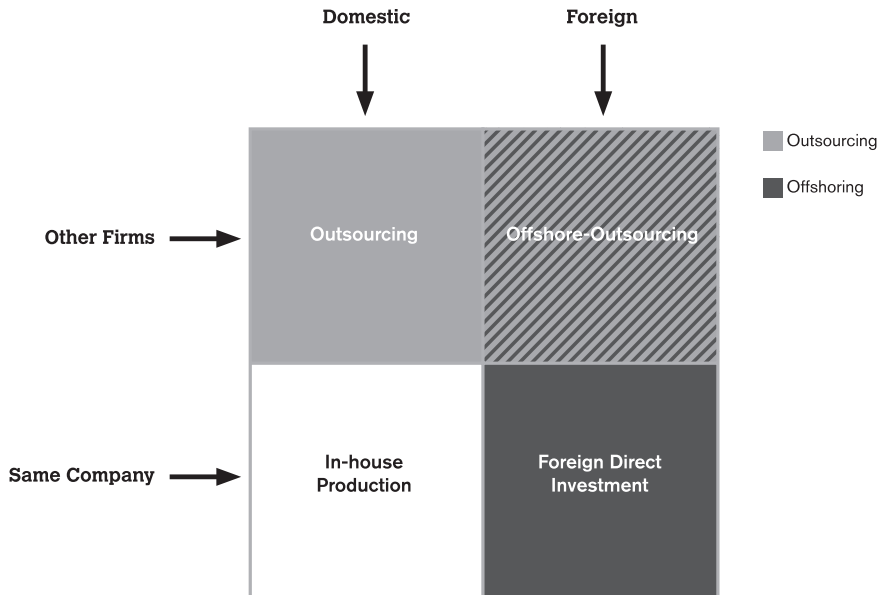 Domestic
Foreign
Outsourcing
Offshoring
Other Firms
Outsourcing
Offshore-Outsourcing
Same Company
In-house
Production
Foreign Direct
Investment